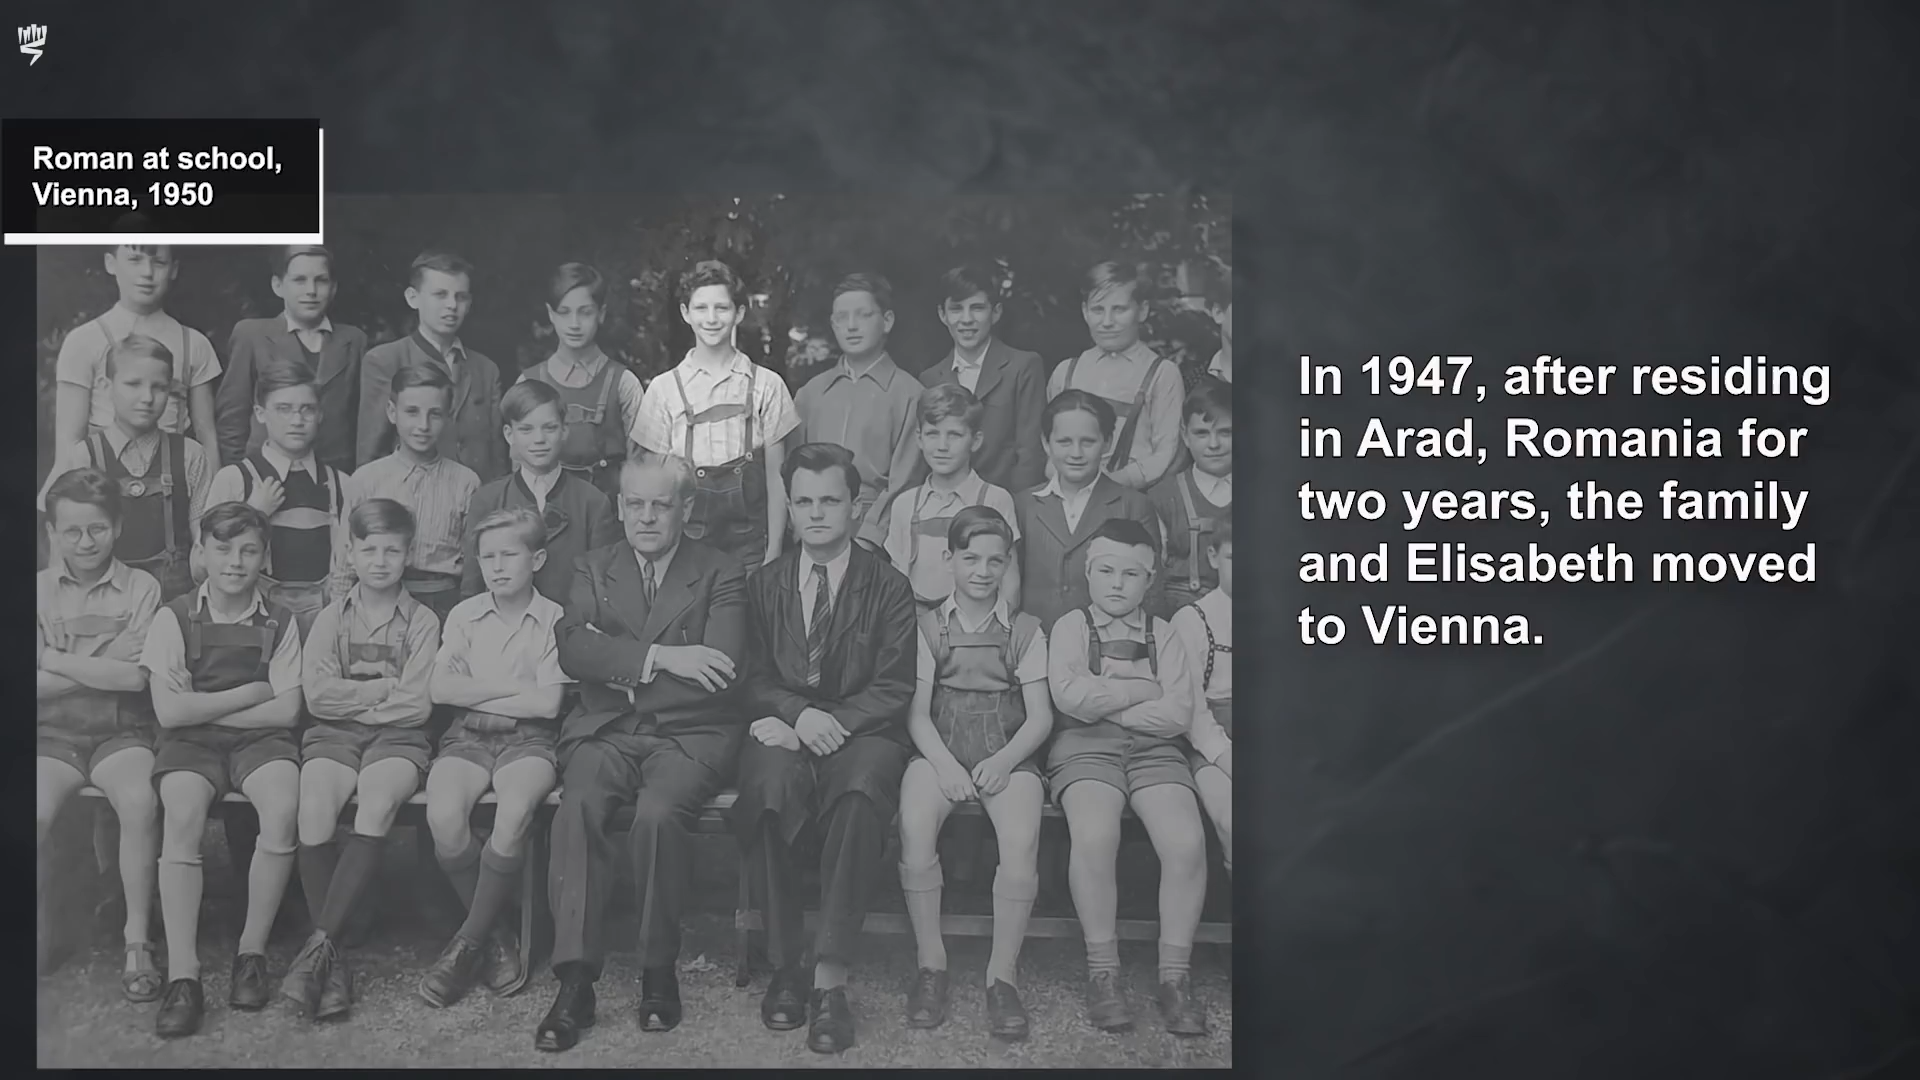 Roman at school,
Vienna, 1950
In 1947, after residing
in Arad, Romania for
two years, the family
and Elisabeth moved
to Vienna.